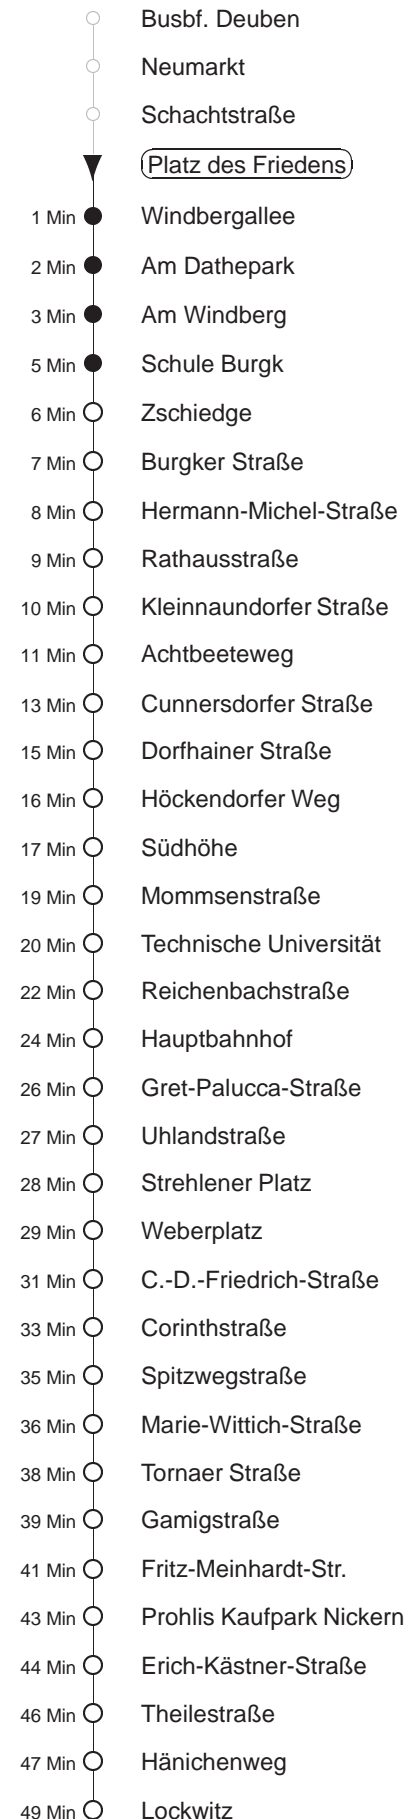 Busbf. Deuben
Neumarkt
Schachtstraße
Platz des Friedens
1 Min Windbergallee
2 Min Am Dathepark
3 Min Am Windberg
5 Min Schule Burgk
6 Min Zschiedge
7 Min Burgker Straße
8 Min Hermann-Michel-Straße
9 Min Rathausstraße
10 Min Kleinnaundorfer Straße
11 Min Achtbeeteweg
13 Min Cunnersdorfer Straße
15 Min Dorfhainer Straße
16 Min Höckendorfer Weg
17 Min Südhöhe
19 Min Mommsenstraße
20 Min Technische Universität
22 Min Reichenbachstraße
24 Min Hauptbahnhof
26 Min Gret-Palucca-Straße
27 Min Uhlandstraße
28 Min Strehlener Platz
29 Min Weberplatz
31 Min C.-D.-Friedrich-Straße
33 Min Corinthstraße
35 Min Spitzwegstraße
36 Min Marie-Wittich-Straße
38 Min Tornaer Straße
39 Min Gamigstraße
41 Min Fritz-Meinhardt-Str.
43 Min Prohlis Kaufpark Nickern
44 Min Erich-Kästner-Straße
46 Min Theilestraße
47 Min Hänichenweg
49 Min Lockwitz